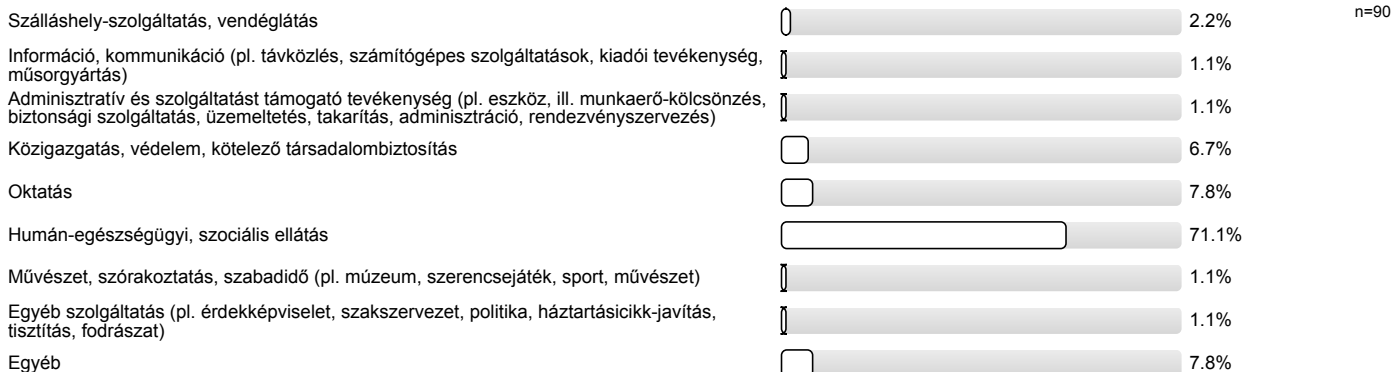 Szálláshely-szolgáltatás, vendéglátás 2.2% n=90
Információ, kommunikáció (pl. távközlés, számítógépes szolgáltatások, kiadói tevékenység,
műsorgyártás) 1.1%
Adminisztratív és szolgáltatást támogató tevékenység (pl. eszköz, ill. munkaerő-kölcsönzés,
biztonsági szolgáltatás, üzemeltetés, takarítás, adminisztráció, rendezvényszervezés) 1.1%
Közigazgatás, védelem, kötelező társadalombiztosítás 6.7%
Oktatás 7.8%
Humán-egészségügyi, szociális ellátás 71.1%
Művészet, szórakoztatás, szabadidő (pl. múzeum, szerencsejáték, sport, művészet) 1.1%
Egyéb szolgáltatás (pl. érdekképviselet, szakszervezet, politika, háztartásicikk-javítás,
tisztítás, fodrászat) 1.1%
Egyéb 7.8%